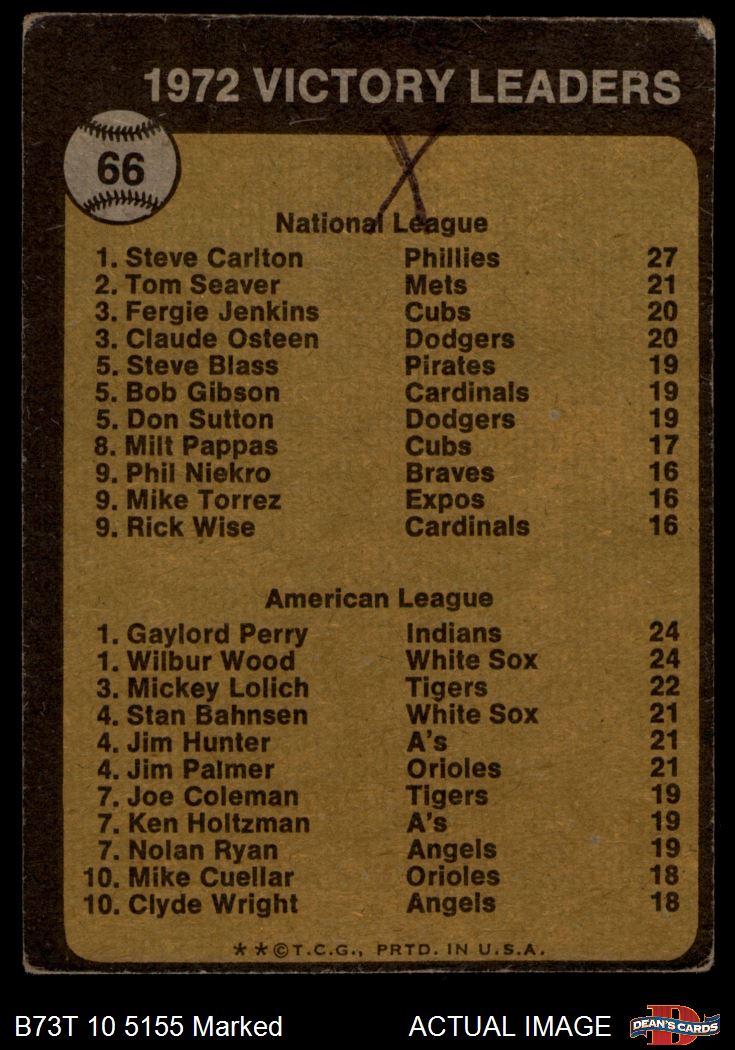 1972 VICTORY LEADERS
66
National League
1. Steve Carlton Phillies 27
2. Tom Seaver Mets 21
3. Fergie Jenkins Cubs 20
3. Claude Osteen Dodgers 20
5. Steve Blass Pirates 19
5. Bob Gibson Cardinals 19
5. Don Sutton Dodgers 19
8. Milt Pappas Cubs 17
9. Phil Niekro Braves 16
9. Mike Torrez Expos 16
9. Rick Wise Cardinals 16
American League
1. Gaylord Perry Indians 24
1. Wilbur Wood White Sox 24
3. Mickey Lolich Tigers 22
4. Stan Bahnsen White Sox 21
4. Jim Hunter A's 21
4. Jim Palmer Orioles 21
7. Joe Coleman Tigers 19
7. Ken Holtzman A's 19
7. Nolan Ryan Angels 19
10. Mike Cuellar Orioles 18
10. Clyde Wright Angels 18
**©T.C.G., PRTD. IN U.S.A.
B73T 10 5155 Marked ACTUAL IMAGE DEAN'S CARDS